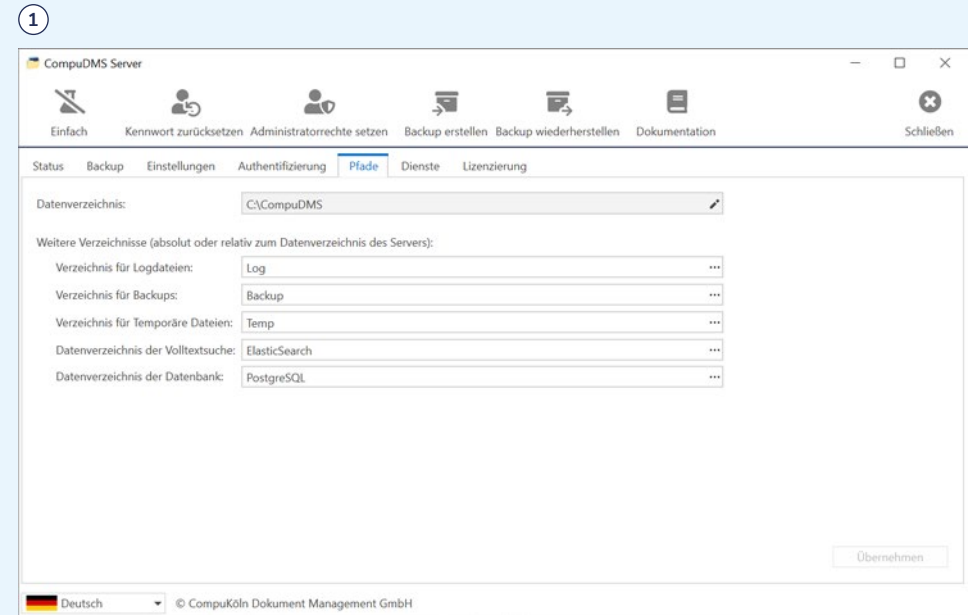 1
CompuDMS Server
Einfach Kennwort zurücksetzen Administratorrechte setzen Backup erstellen Backup wiederherstellen Dokumentation Schließen
Status Backup Einstellungen Authentifizierung Pfade Dienste Lizenzierung
Datenverzeichnis: C:\CompuDMS
Weitere Verzeichnisse (absolut oder relativ zum Datenverzeichnis des Servers):
Verzeichnis für Logdateien: Log ...
Verzeichnis für Backups: Backup ...
Verzeichnis für Temporäre Dateien: Temp ...
Datenverzeichnis der Volltextsuche: ElasticSearch ...
Datenverzeichnis der Datenbank: PostgreSQL ...
Übernehmen
Deutsch © CompuKöln Dokument Management GmbH